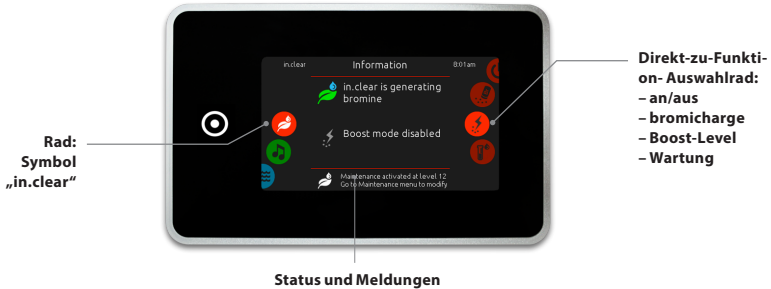 in.clear Information 8:01am
in.clear is generating
bromine
Boost mode disabled
Maintenance activated at level 12
Go to Maintenance menu to modify
Rad:
Symbol
„in.clear“
Direkt-zu-Funkti-
on- Auswahlrad:
– an/aus
– bromicharge
– Boost-Level
– Wartung
Status und Meldungen